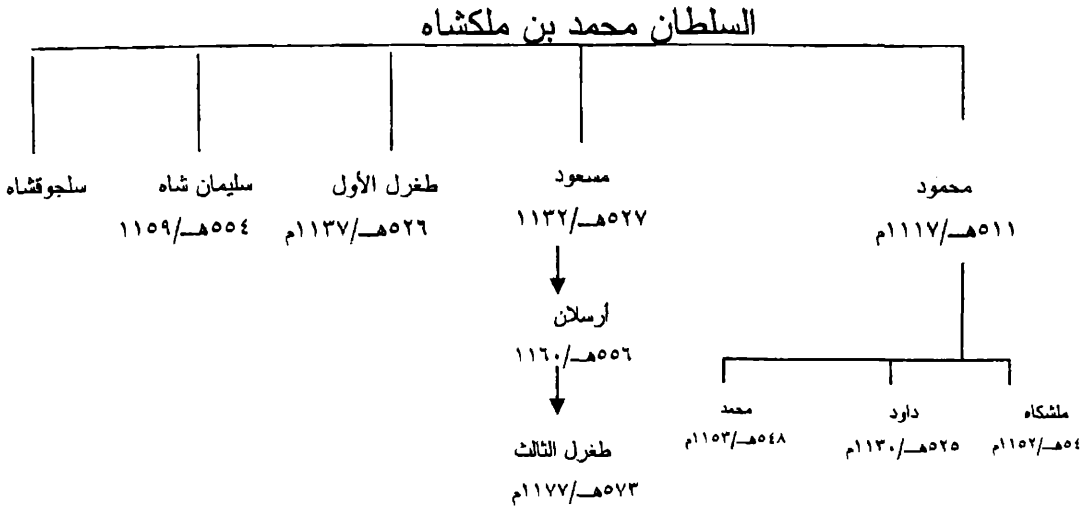 السلطان محمد بن ملكشاه
محمود
٥١١هـ/١١١٧م
مسعود
٥٢٧هـ/١١٣٢
طغرل الأول
٥٢٦هـ/١١٣٧م
سليمان شاه
٥٥٤هـ/١١٥٩
سلجوقشاه
أرسلان
٥٥٦هـ/١١٦٠
طغرل الثالث
٥٧٣هـ/١١٧٧م
ملشكاه
هـ/١١٥٢م
داود
٥٢٥هـ/١١٣٠م
محمد
٥٤٨هـ/١١٥٣م